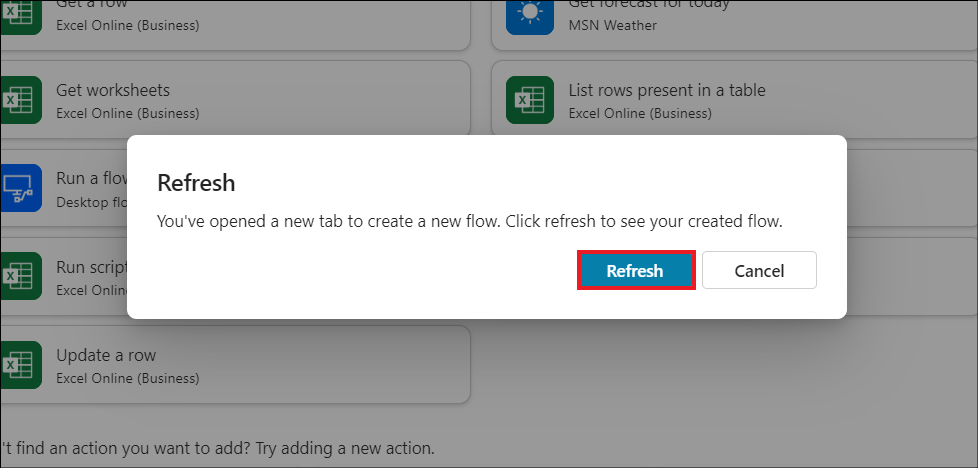 Get a row
Excel Online (Business)
Get forecast for today
MSN Weather
Get worksheets
Excel Online (Business)
List rows present in a table
Excel Online (Business)
Run a flow
Desktop flo
Run script
Excel Onlin
Refresh
You've opened a new tab to create a new flow. Click refresh to see your created flow.
Refresh
Cancel
Update a row
Excel Online (Business)
't find an action you want to add? Try adding a new action.